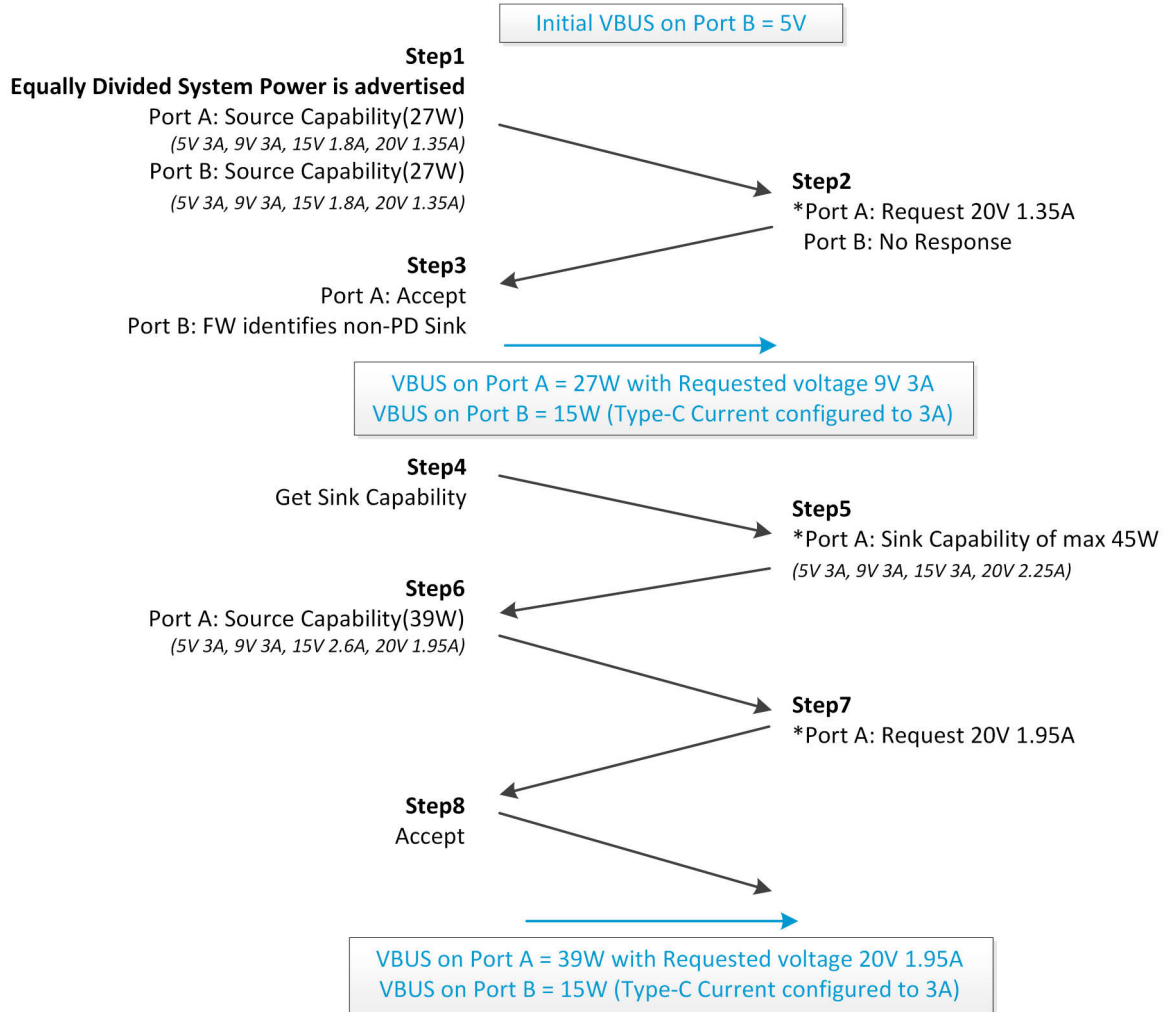 Initial VBUS on Port B = 5V
Step1
Equally Divided System Power is advertised
Port A: Source Capability(27W)
(5V 3A, 9V 3A, 15V 1.8A, 20V 1.35A)
Port B: Source Capability(27W)
(5V 3A, 9V 3A, 15V 1.8A, 20V 1.35A)
Step2
*Port A: Request 20V 1.35A
Port B: No Response
Step3
Port A: Accept
Port B: FW identifies non-PD Sink
VBUS on Port A = 27W with Requested voltage 9V 3A
VBUS on Port B = 15W (Type-C Current configured to 3A)
Step4
Get Sink Capability
Step5
*Port A: Sink Capability of max 45W
(5V 3A, 9V 3A, 15V 3A, 20V 2.25A)
Step6
Port A: Source Capability(39W)
(5V 3A, 9V 3A, 15V 2.6A, 20V 1.95A)
Step7
*Port A: Request 20V 1.95A
Step8
Accept
VBUS on Port A = 39W with Requested voltage 20V 1.95A
VBUS on Port B = 15W (Type-C Current configured to 3A)